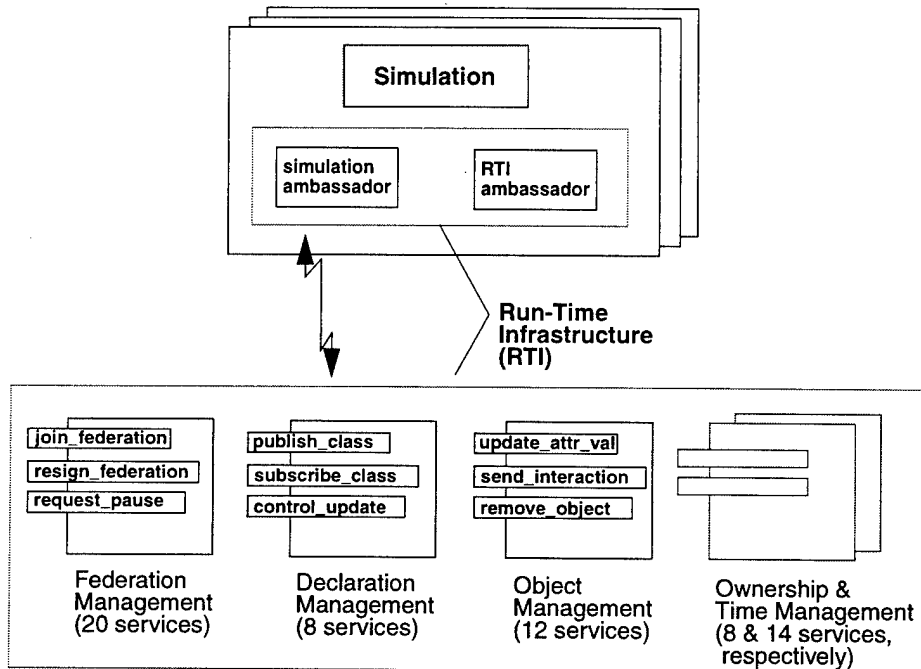 Simulation
simulation
ambassador
RTI
ambassador
Run-Time
Infrastructure
(RTI)
join_federation
resign_federation
request_pause
Federation
Management
(20 services)
publish_class
subscribe_class
control_update
Declaration
Management
(8 services)
update_attr_val
send_interaction
remove_object
Object
Management
(12 services)
Ownership &
Time Management
(8 & 14 services,
respectively)